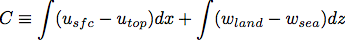 C ≡ ∫(u_{sfc} − u_{top})dx + ∫(w_{land} − w_{sea})dz